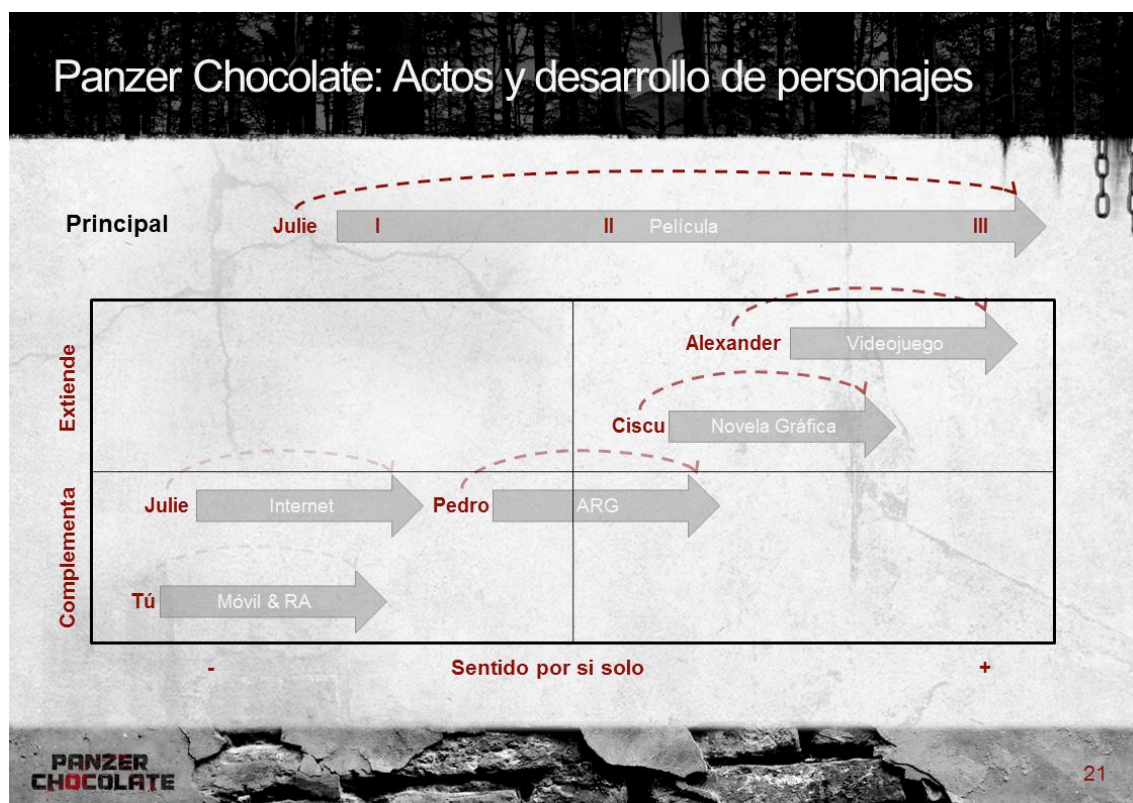 Panzer Chocolate: Actos y desarrollo de personajes
Principal
Julie I II Película III
Extiende
Alexander Videojuego
Ciscu Novela Gráfica
Complementa
Julie Internet Pedro ARG
Tú Móvil & RA
- Sentido por si solo +
PANZER
CHOCOLATE
21